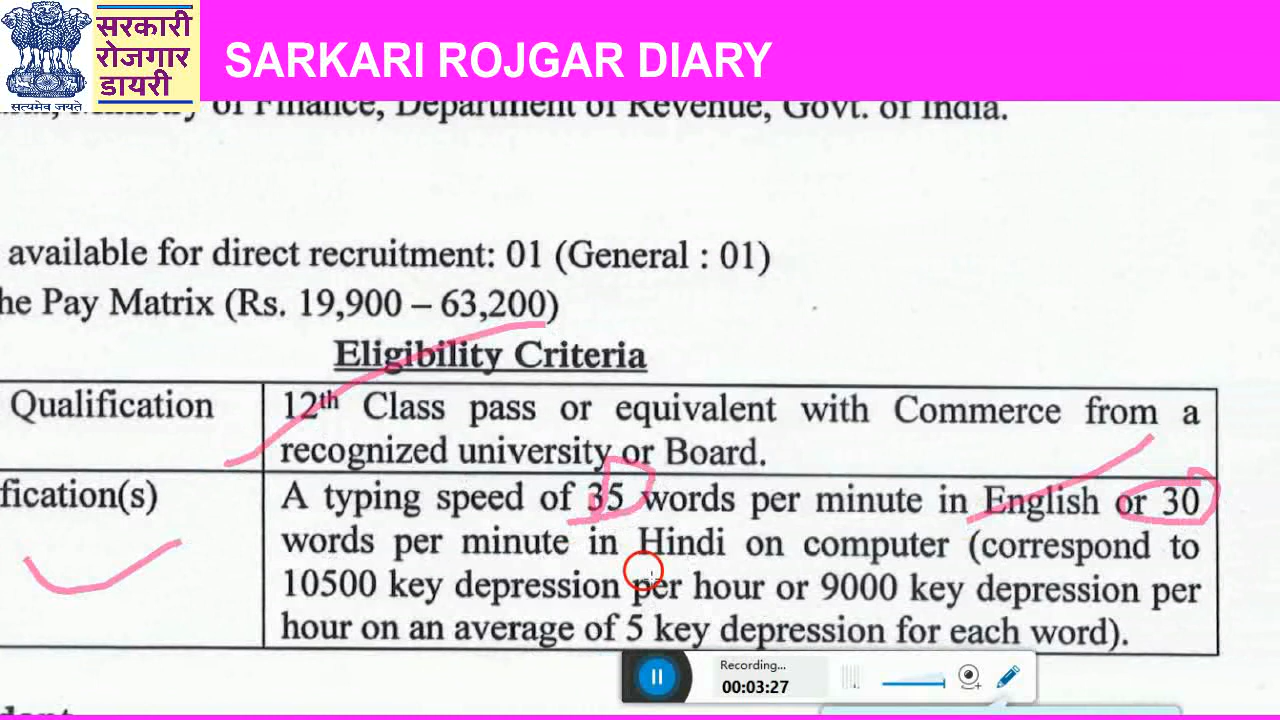 सरकारी
रोजगार
डायरी
सत्यमेव जयते
SARKARI ROJGAR DIARY
of Finance, Department of Revenue, Govt. of India.
available for direct recruitment: 01 (General : 01)
he Pay Matrix (Rs. 19,900 – 63,200)
Eligibility Criteria
Qualification
12th Class pass or equivalent with Commerce from a
recognized university or Board.
fication(s)
A typing speed of 35 words per minute in English or 30
words per minute in Hindi on computer (correspond to
10500 key depression per hour or 9000 key depression per
hour on an average of 5 key depression for each word).
Recording...
00:03:27